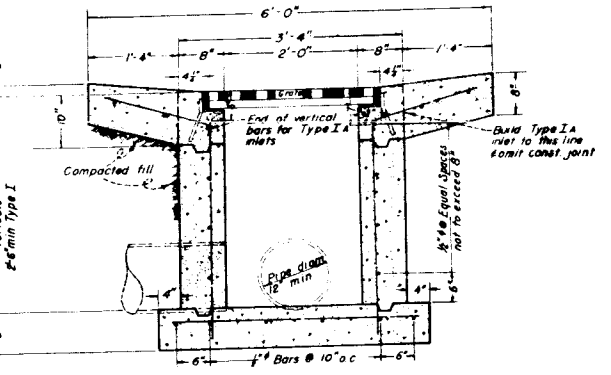 6'-0"
3'-4"
1'-4" 8" 2'-0" 8" 1'-4"
4½" 4½"
Grate
10"
8"
End of vertical
bars for Type I A
inlets
Build Type I A
inlet to this line
& omit const. joint
Compacted fill
2'-6" min Type I
½"ϕ @ Equal Spaces
not to exceed 8"
Pipe diam
12" min
4" 4" 6"
6" ½"ϕ Bars @ 10" o.c 6"